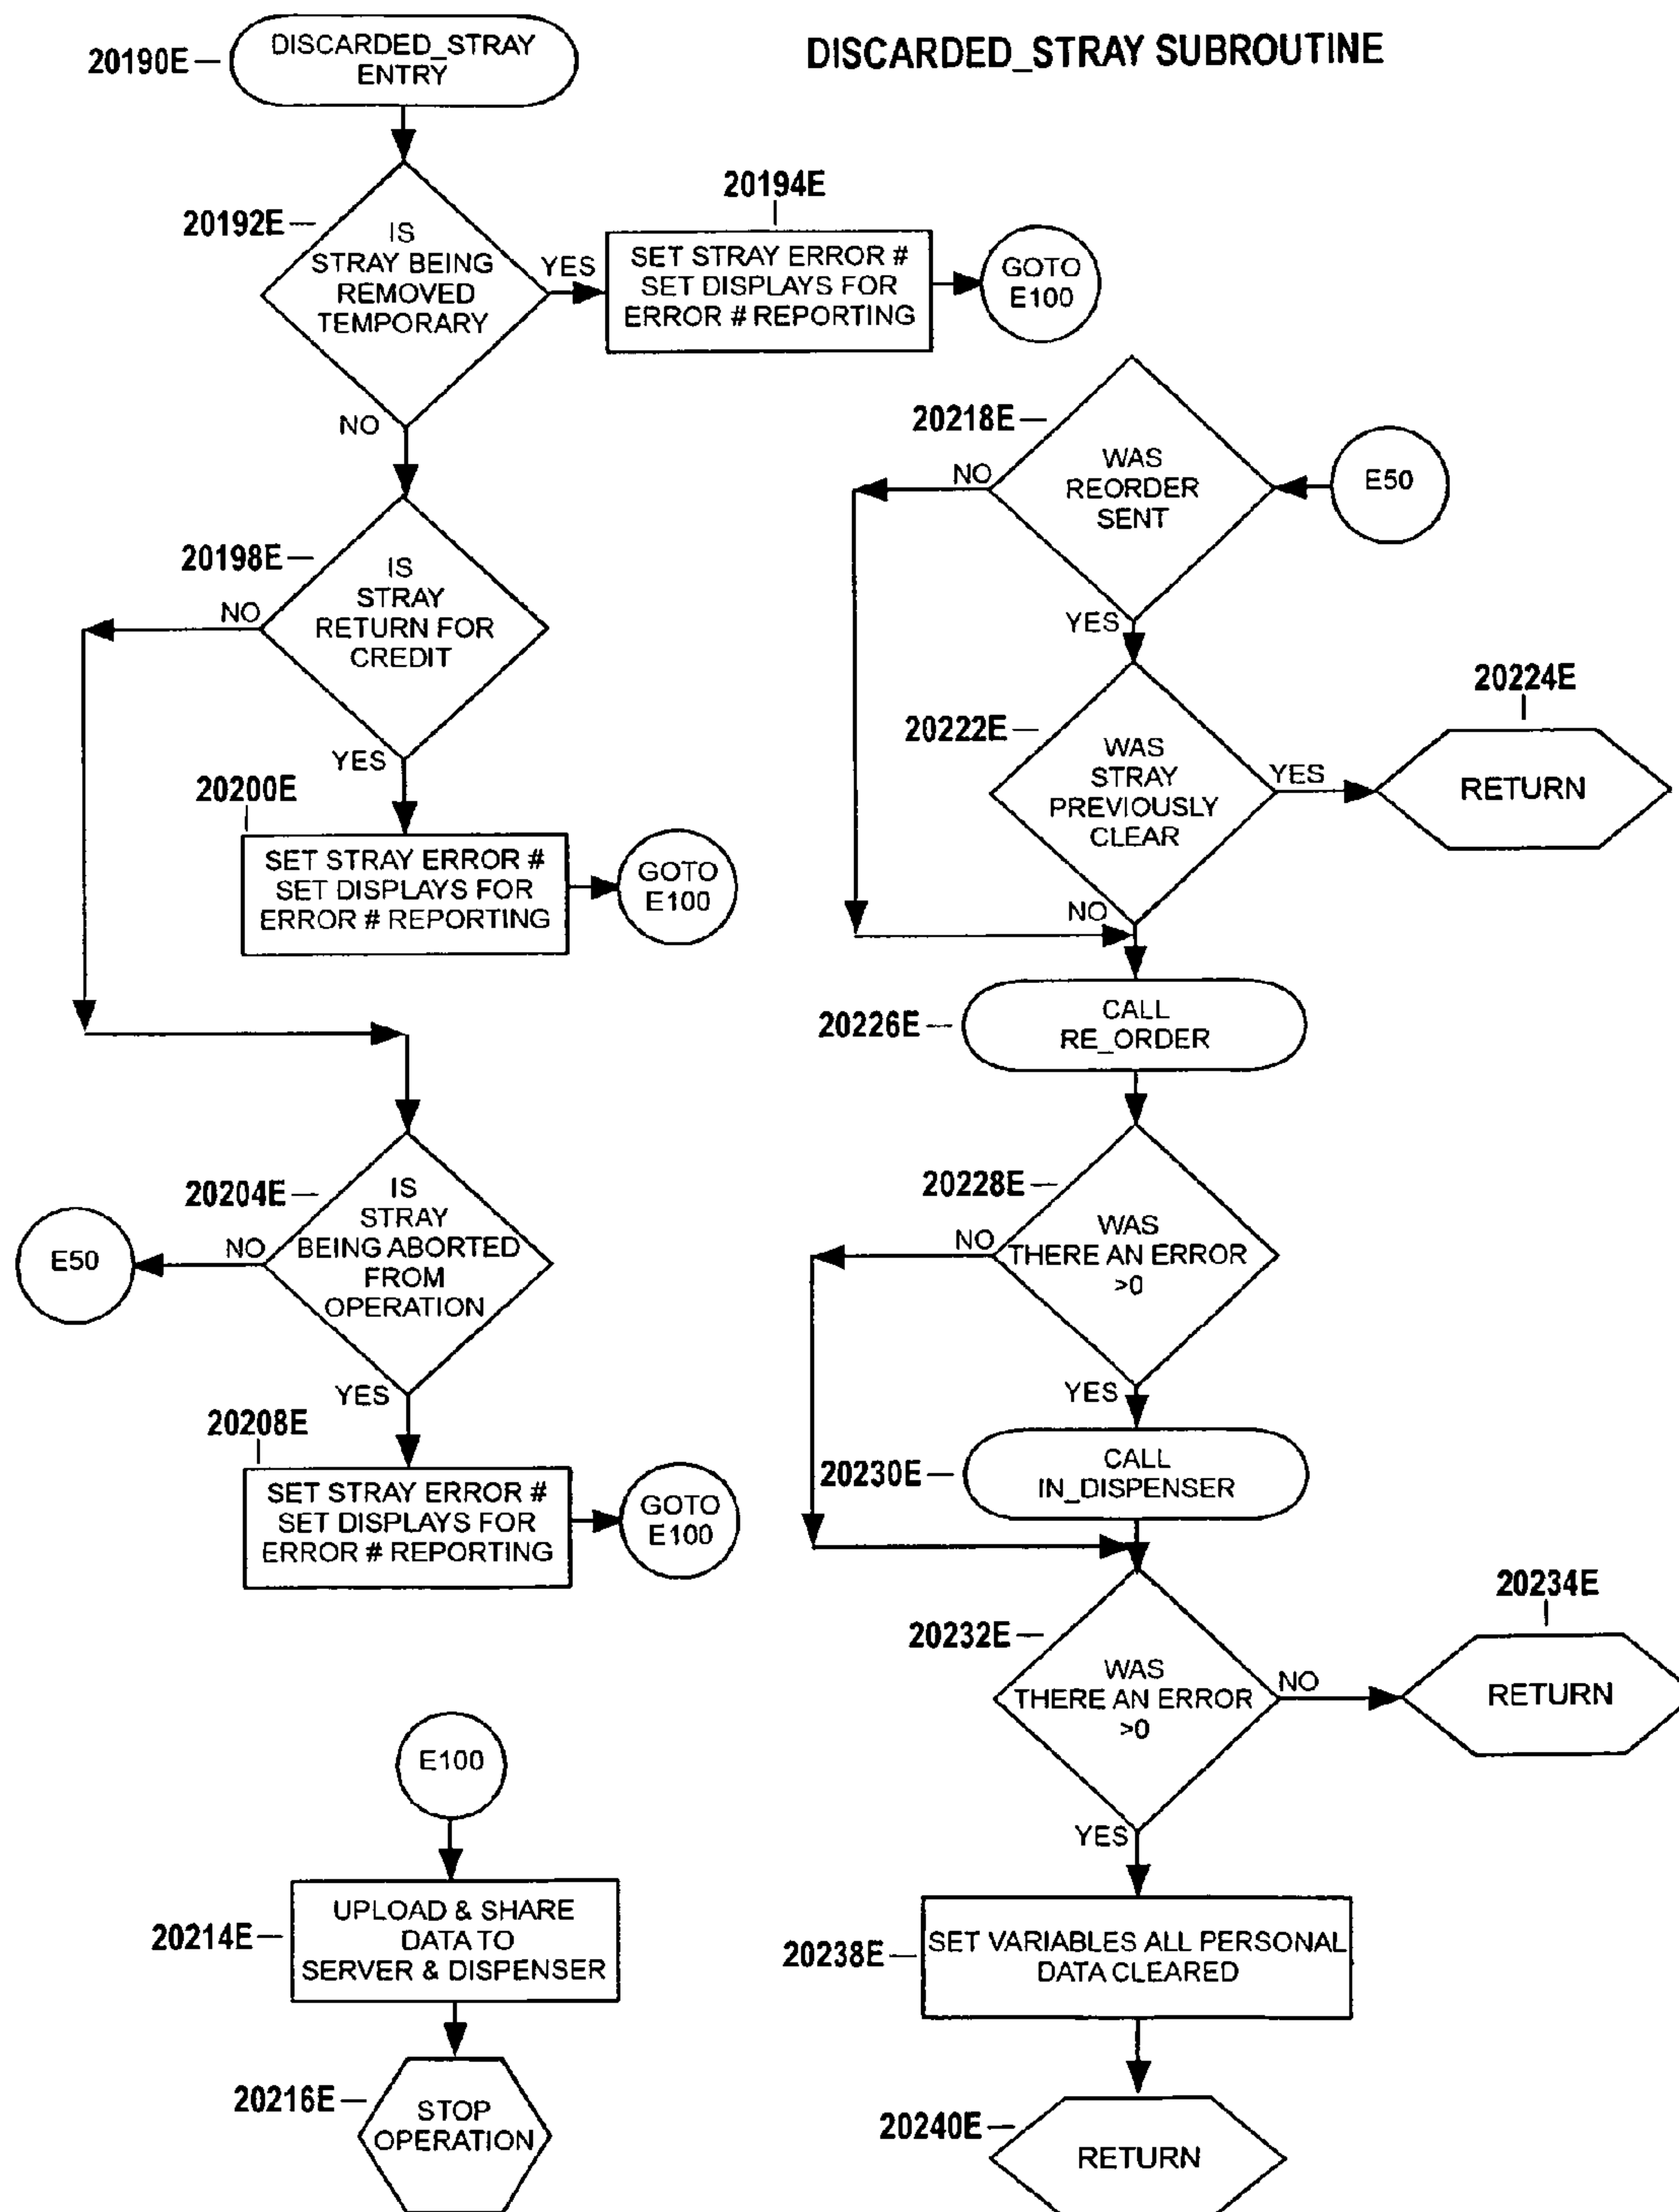 DISCARDED_STRAY SUBROUTINE
20190E
DISCARDED_STRAY
ENTRY
20192E
IS
STRAY BEING
REMOVED
TEMPORARY
YES
NO
20194E
SET STRAY ERROR #
SET DISPLAYS FOR
ERROR # REPORTING
GOTO
E100
20198E
IS
STRAY
RETURN FOR
CREDIT
NO
YES
20200E
SET STRAY ERROR #
SET DISPLAYS FOR
ERROR # REPORTING
GOTO
E100
20204E
IS
STRAY
BEING ABORTED
FROM
OPERATION
NO
E50
YES
20208E
SET STRAY ERROR #
SET DISPLAYS FOR
ERROR # REPORTING
GOTO
E100
E100
20214E
UPLOAD & SHARE
DATA TO
SERVER & DISPENSER
20216E
STOP
OPERATION
20218E
WAS
REORDER
SENT
E50
NO
YES
20222E
WAS
STRAY
PREVIOUSLY
CLEAR
YES
20224E
RETURN
NO
20226E
CALL
RE_ORDER
20228E
WAS
THERE AN ERROR
>0
NO
YES
20230E
CALL
IN_DISPENSER
20232E
WAS
THERE AN ERROR
>0
NO
20234E
RETURN
YES
20238E
SET VARIABLES ALL PERSONAL
DATA CLEARED
20240E
RETURN